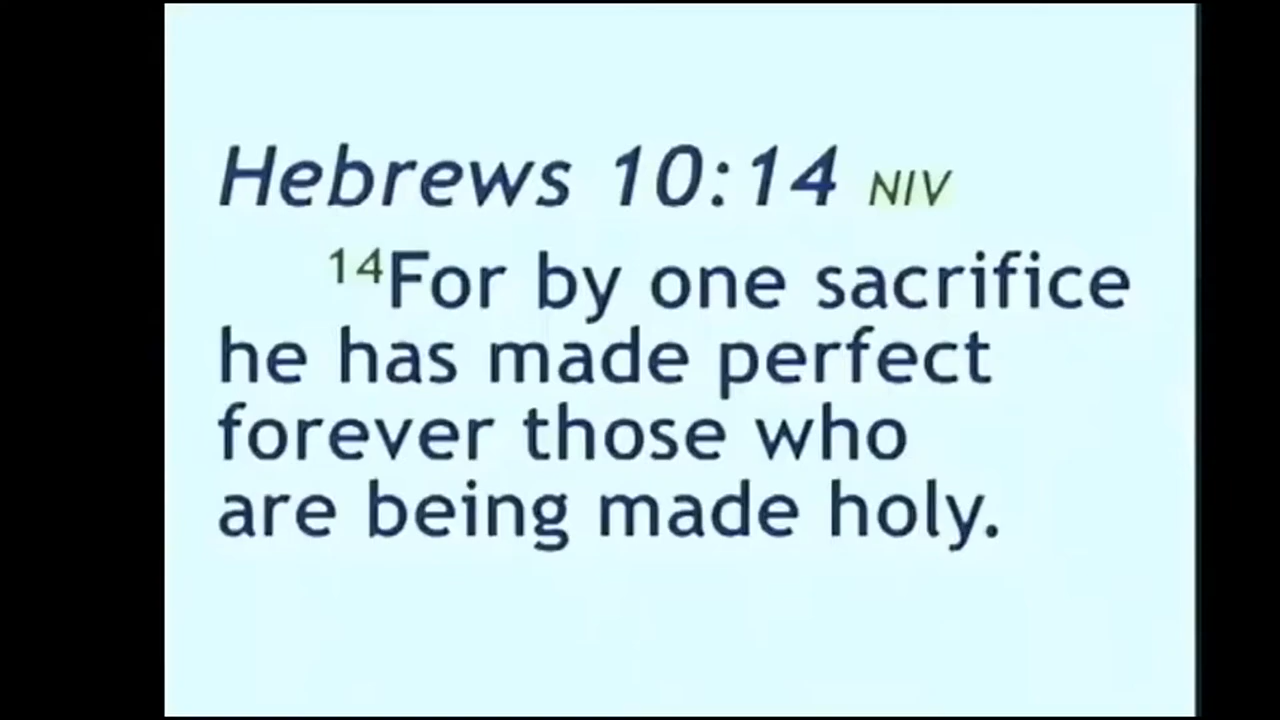 Hebrews 10:14 NIV
14For by one sacrifice
he has made perfect
forever those who
are being made holy.